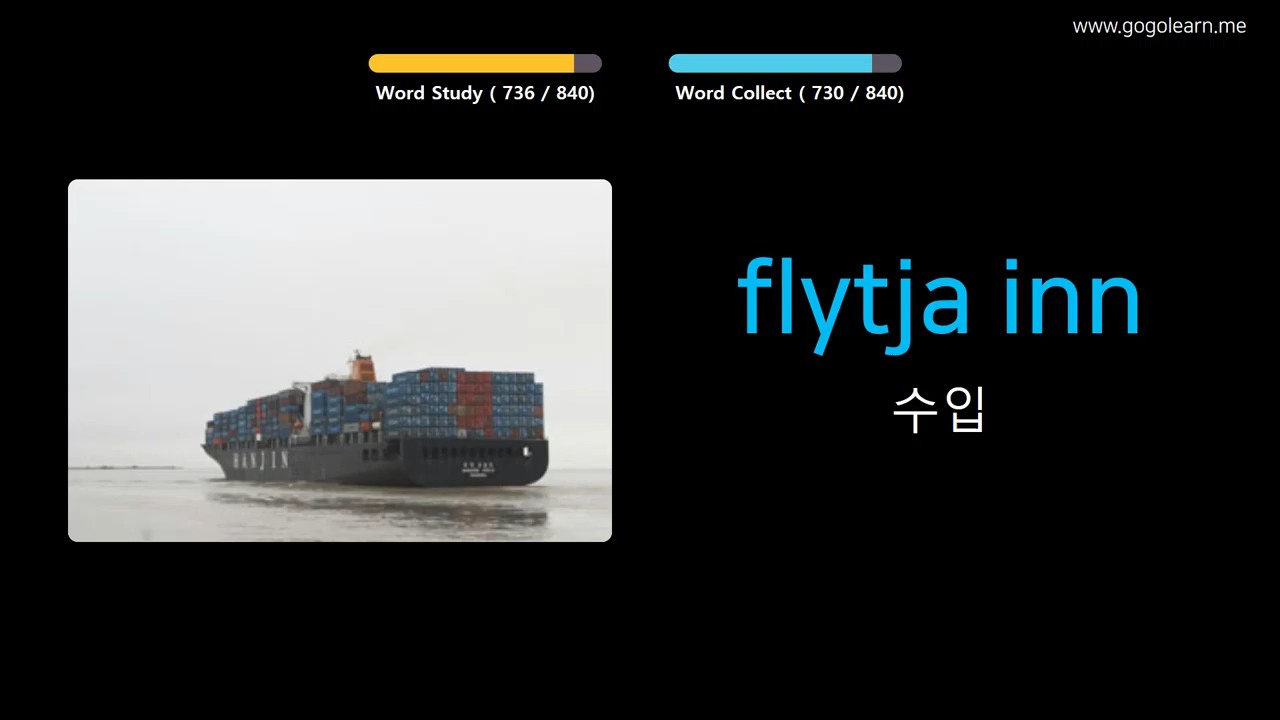 www.gogolearn.me
Word Study ( 736 / 840)
Word Collect ( 730 / 840)
flytja inn
수입
HANJIN